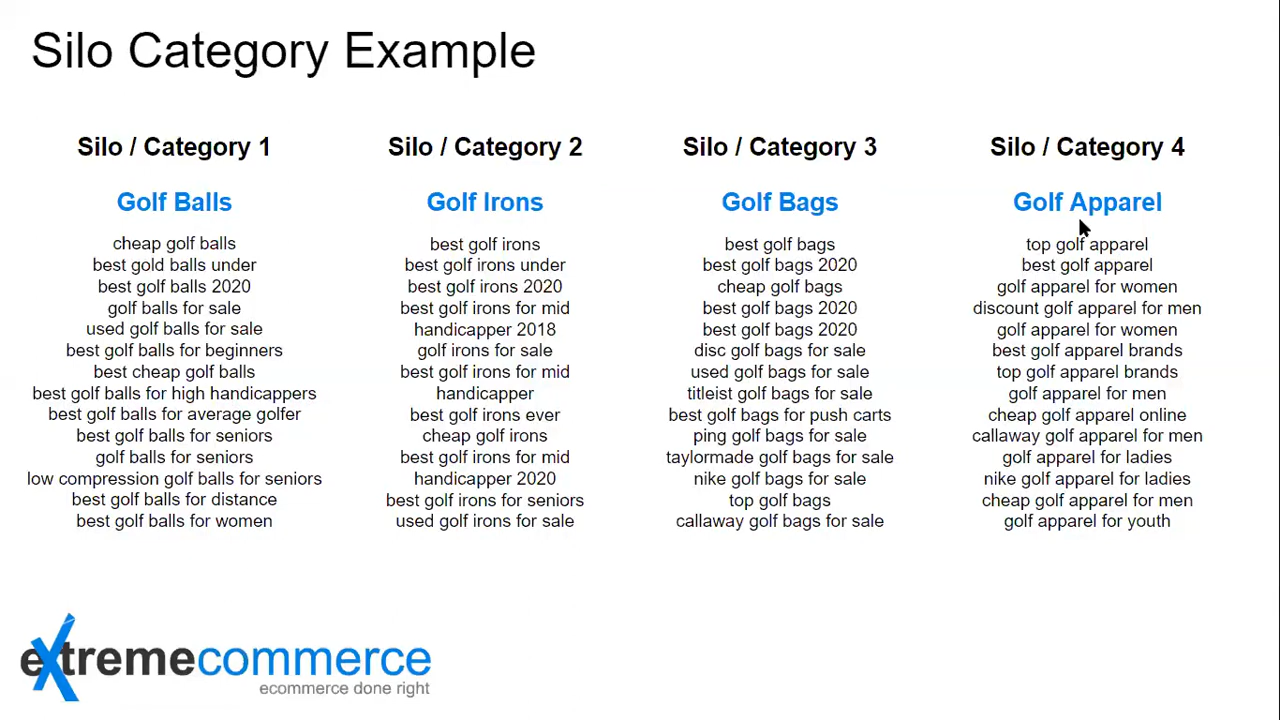 Silo Category Example
Silo / Category 1
Golf Balls
cheap golf balls
best gold balls under
best golf balls 2020
golf balls for sale
used golf balls for sale
best golf balls for beginners
best cheap golf balls
best golf balls for high handicappers
best golf balls for average golfer
best golf balls for seniors
golf balls for seniors
low compression golf balls for seniors
best golf balls for distance
best golf balls for women
Silo / Category 2
Golf Irons
best golf irons
best golf irons under
best golf irons 2020
best golf irons for mid
handicapper 2018
golf irons for sale
best golf irons for mid
handicapper
best golf irons ever
cheap golf irons
best golf irons for mid
handicapper 2020
best golf irons for seniors
used golf irons for sale
Silo / Category 3
Golf Bags
best golf bags
best golf bags 2020
cheap golf bags
best golf bags 2020
best golf bags 2020
disc golf bags for sale
used golf bags for sale
titleist golf bags for sale
best golf bags for push carts
ping golf bags for sale
taylormade golf bags for sale
nike golf bags for sale
top golf bags
callaway golf bags for sale
Silo / Category 4
Golf Apparel
top golf apparel
best golf apparel
golf apparel for women
discount golf apparel for men
golf apparel for women
best golf apparel brands
top golf apparel brands
golf apparel for men
cheap golf apparel online
callaway golf apparel for men
golf apparel for ladies
nike golf apparel for ladies
cheap golf apparel for men
golf apparel for youth
extremecommerce
ecommerce done right